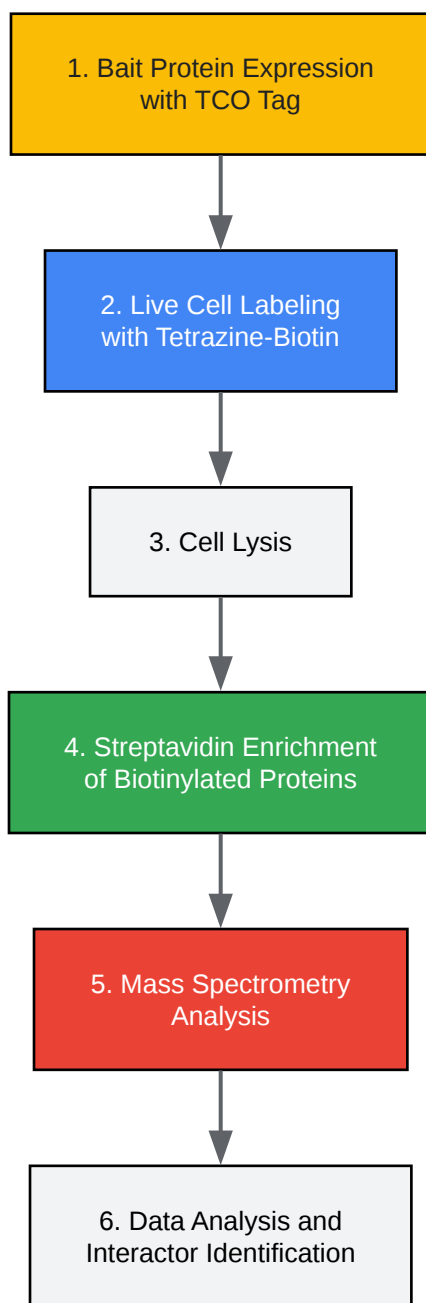 1. Bait Protein Expression
with TCO Tag
2. Live Cell Labeling
with Tetrazine-Biotin
3. Cell Lysis
4. Streptavidin Enrichment
of Biotinylated Proteins
5. Mass Spectrometry
Analysis
6. Data Analysis and
Interactor Identification